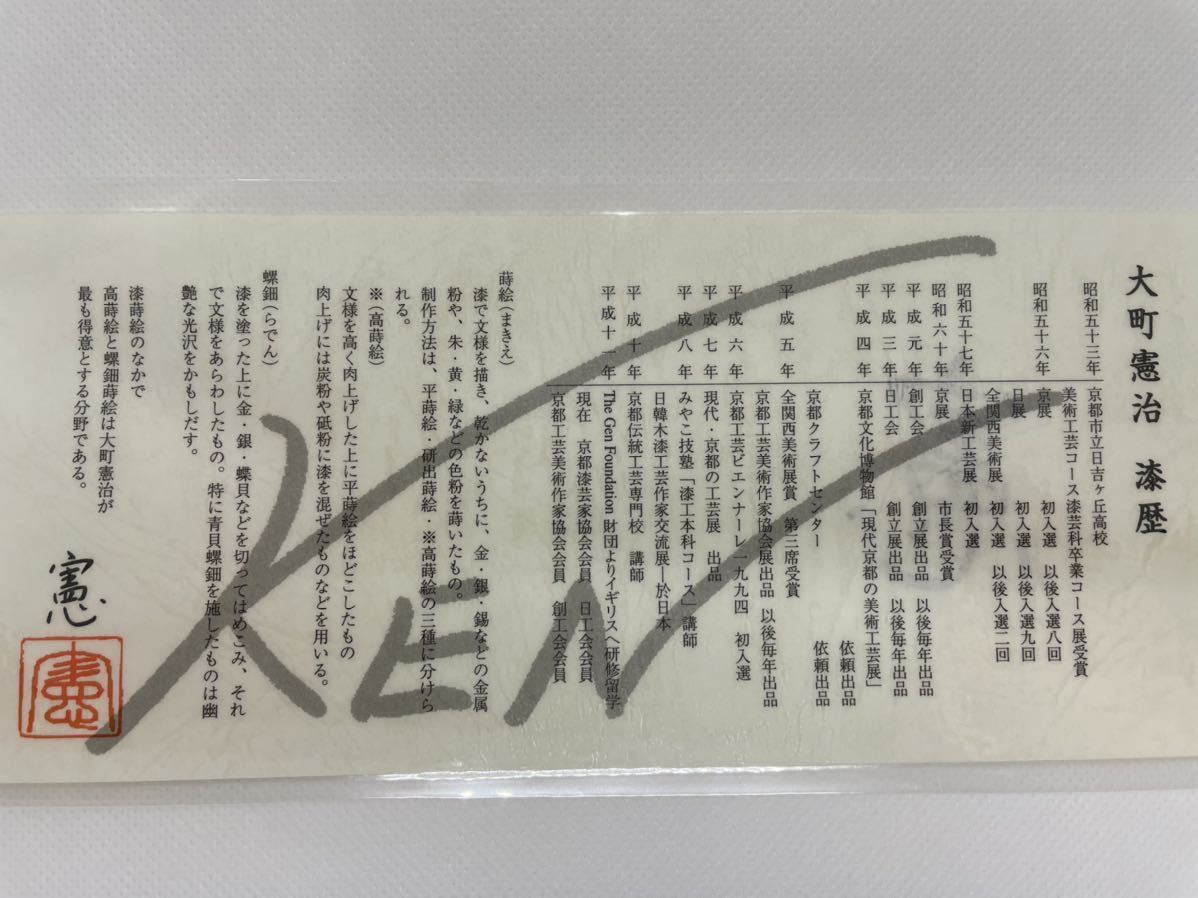 大町憲治 漆歴
昭和五十三年 京都市立日吉ヶ丘高校
美術工芸コース漆芸科卒業コース展受賞
昭和五十六年 京展 初入選 以後入選八回
日展 初入選 以後入選九回
全関西美術展 初入選 以後入選二回
昭和五十七年 日本新工芸展 初入選
昭和六十年 京展 市長賞受賞
平成元年 創工会 創立展出品 以後毎年出品
平成三年 日工会 創立展出品 以後毎年出品
平成四年 京都文化博物館「現代京都の美術工芸展」
依頼出品
京都クラフトセンター 依頼出品
平成五年 全関西美術展賞 第三席受賞
京都工芸美術作家協会展出品 以後毎年出品
平成六年 京都工芸ビエンナーレ一九九四 初入選
平成七年 現代・京都の工芸展 出品
平成八年 みやこ技塾「漆工本科コース」講師
日韓木漆工芸作家交流展―於日本
平成十年 京都伝統工芸専門校 講師
平成十一年 The Gen Foundation 財団よりイギリスへ研修留学
現在 京都漆芸家協会会員 日工会会員
京都工芸美術作家協会会員 創工会会員
蒔絵(まきえ)
漆で文様を描き、乾かないうちに、金・銀・錫などの金属
粉や、朱・黄・緑などの色粉を蒔いたもの。
制作方法は、平蒔絵・研出蒔絵・※高蒔絵の三種に分けら
れる。
※(高蒔絵)
文様を高く肉上げした上に平蒔絵をほどこしたもの
肉上げには炭粉や砥粉に漆を混ぜたものなどを用いる。
螺鈿(らでん)
漆を塗った上に金・銀・蝶貝などを切ってはめこみ、それ
で文様をあらわしたもの。特に青貝螺鈿を施したものは幽
艶な光沢をかもしだす。
漆蒔絵のなかで
高蒔絵と螺鈿蒔絵は大町憲治が
最も得意とする分野である。
憲
憲
KEN